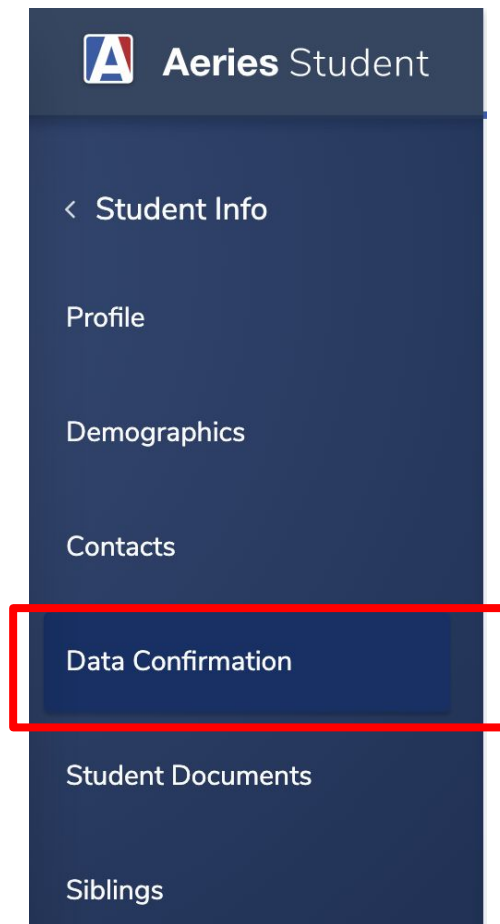 Aeries Student
< Student Info
Profile
Demographics
Contacts
Data Confirmation
Student Documents
Siblings